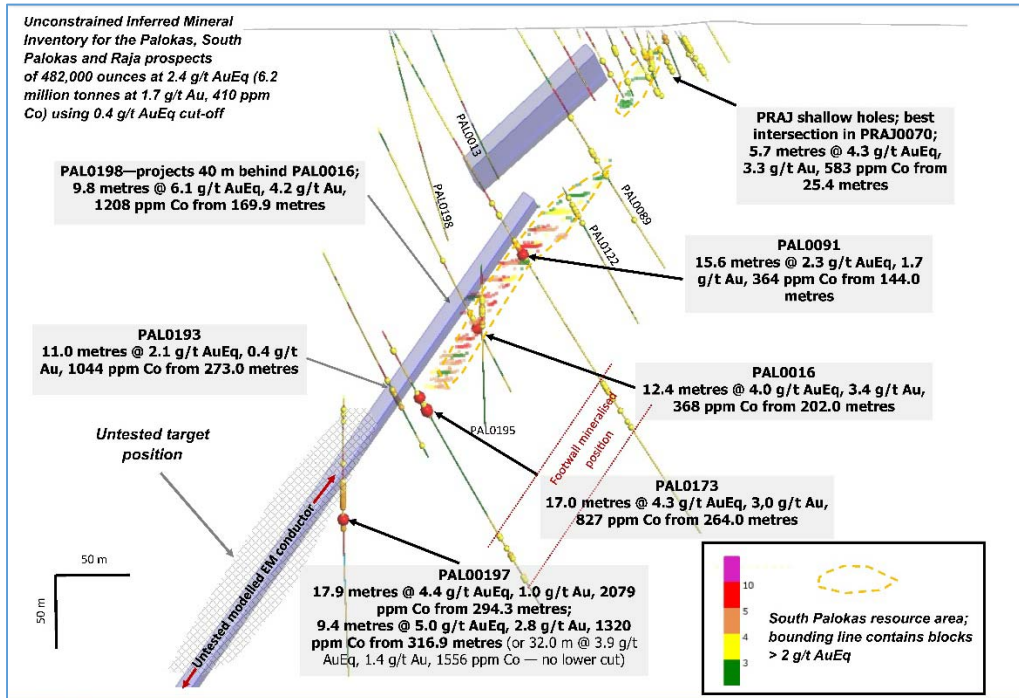 Unconstrained Inferred Mineral
Inventory for the Palokas, South
Palokas and Raja prospects
of 482,000 ounces at 2.4 g/t AuEq (6.2
million tonnes at 1.7 g/t Au, 410 ppm
Co) using 0.4 g/t AuEq cut-off
PRAJ shallow holes; best
intersection in PRAJ0070;
5.7 metres @ 4.3 g/t AuEq,
3.3 g/t Au, 583 ppm Co from
25.4 metres
PAL0013
PAL0198—projects 40 m behind PAL0016;
9.8 metres @ 6.1 g/t AuEq, 4.2 g/t Au,
1208 ppm Co from 169.9 metres
PAL0198
PAL0089
PAL0122
PAL0091
15.6 metres @ 2.3 g/t AuEq, 1.7
g/t Au, 364 ppm Co from 144.0
metres
PAL0193
11.0 metres @ 2.1 g/t AuEq, 0.4 g/t
Au, 1044 ppm Co from 273.0 metres
PAL0016
12.4 metres @ 4.0 g/t AuEq, 3.4 g/t Au,
368 ppm Co from 202.0 metres
PAL0195
Untested target
position
Footwall mineralised
position
PAL0173
17.0 metres @ 4.3 g/t AuEq, 3,0 g/t Au,
827 ppm Co from 264.0 metres
Untested modelled EM conductor
50 m
50 m
PAL00197
17.9 metres @ 4.4 g/t AuEq, 1.0 g/t Au, 2079
ppm Co from 294.3 metres;
9.4 metres @ 5.0 g/t AuEq, 2.8 g/t Au, 1320
ppm Co from 316.9 metres (or 32.0 m @ 3.9 g/t
AuEq, 1.4 g/t Au, 1556 ppm Co — no lower cut)
10
5
4
3
South Palokas resource area;
bounding line contains blocks
> 2 g/t AuEq